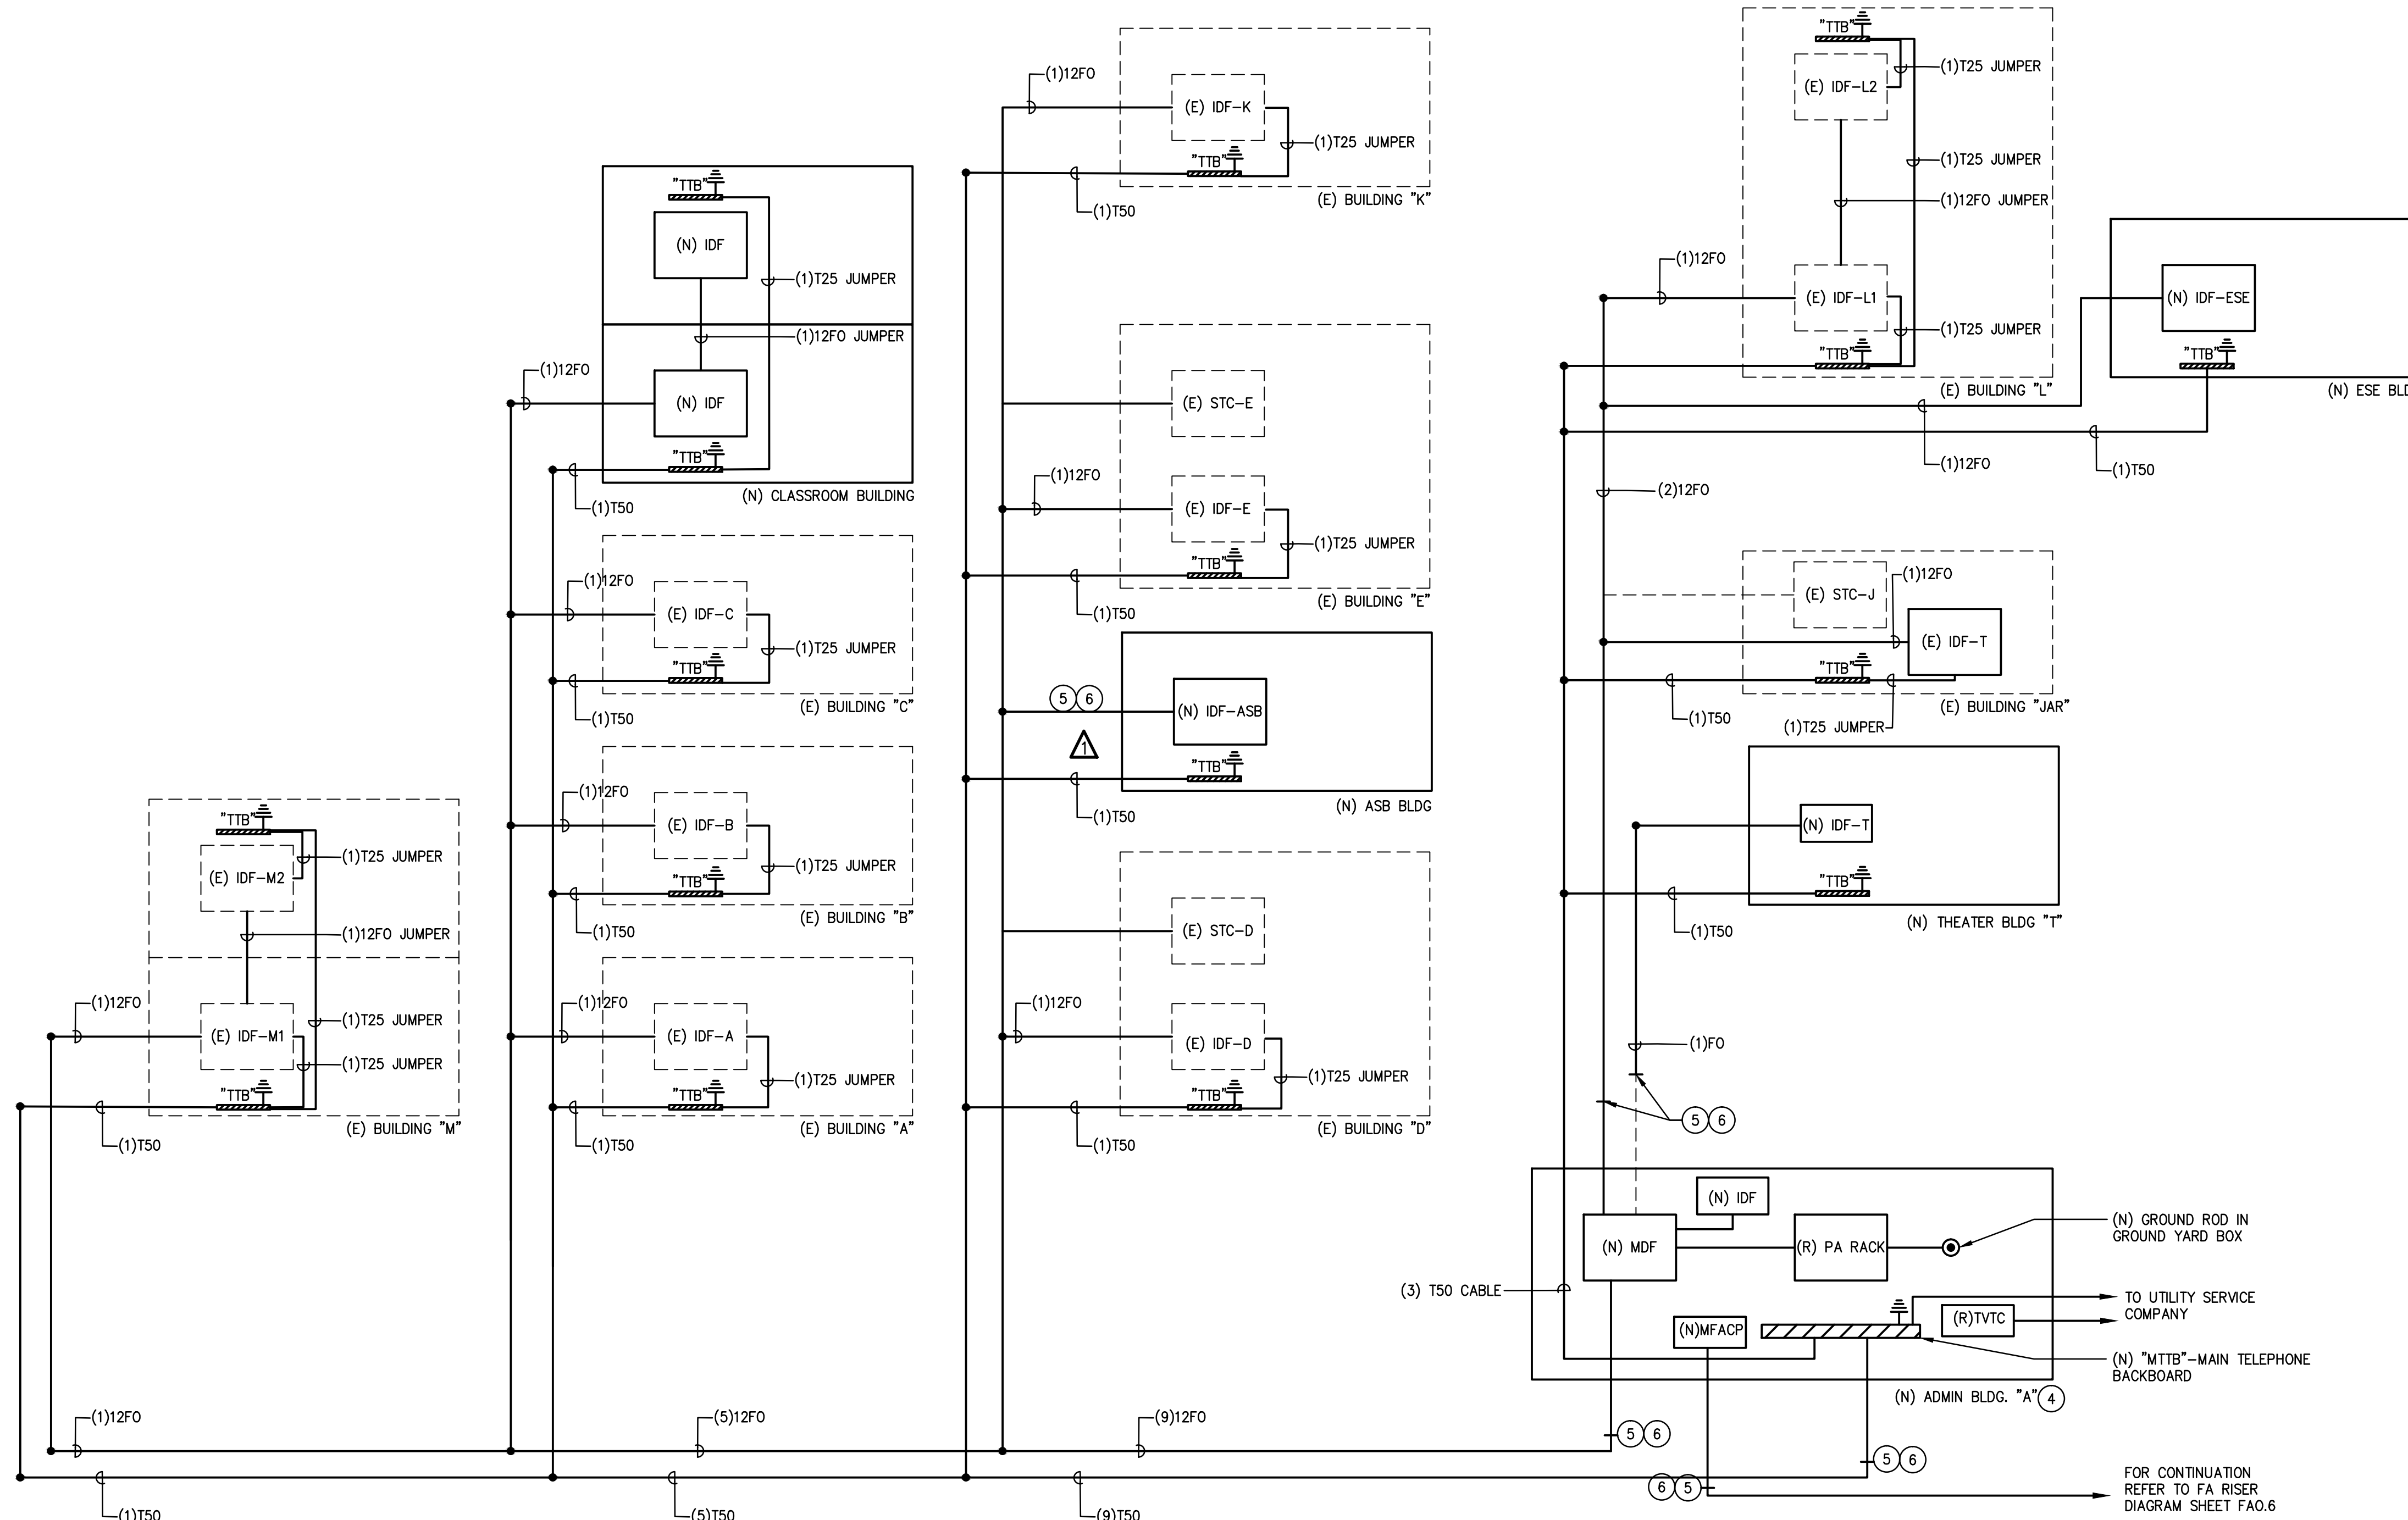 "TTB"
(E) IDF-M2
(1)T25 JUMPER
(1)12FO JUMPER
(1)12FO
(E) IDF-M1
(1)T25 JUMPER
(1)T25 JUMPER
"TTB"
(1)T50
(E) BUILDING "M"
(1)12FO
(1)T50
"TTB"
(N) IDF
(1)T25 JUMPER
(1)12FO JUMPER
(1)12FO
(N) IDF
"TTB"
(1)T50
(N) CLASSROOM BUILDING
(1)12FO
(E) IDF-C
(1)T25 JUMPER
"TTB"
(1)T50
(E) BUILDING "C"
(1)12FO
(E) IDF-B
(1)T25 JUMPER
"TTB"
(1)T50
(E) BUILDING "B"
(1)12FO
(E) IDF-A
(1)T25 JUMPER
"TTB"
(1)T50
(E) BUILDING "A"
(5)12FO
(5)T50
(1)12FO
(E) IDF-K
(1)T25 JUMPER
"TTB"
(1)T50
(E) BUILDING "K"
(E) STC-E
(1)12FO
(E) IDF-E
(1)T25 JUMPER
"TTB"
(1)T50
(E) BUILDING "E"
5 6
1
(N) IDF-ASB
"TTB"
(1)T50
(N) ASB BLDG
(E) STC-D
(1)12FO
(E) IDF-D
(1)T25 JUMPER
"TTB"
(1)T50
(E) BUILDING "D"
(9)12FO
(9)T50
"TTB"
(1)T25 JUMPER
(E) IDF-L2
(1)T25 JUMPER
(1)12FO JUMPER
(1)12FO
(E) IDF-L1
(1)T25 JUMPER
"TTB"
(E) BUILDING "L"
(N) IDF-ESE
"TTB"
(N) ESE
(1)12FO
(1)T50
(2)12FO
(E) STC-J
(1)12FO
(E) IDF-T
"TTB"
(1)T50
(1)T25 JUMPER
(E) BUILDING "JAR"
(N) IDF-T
"TTB"
(1)T50
(N) THEATER BLDG "T"
(1)FO
5 6
(N) IDF
(N) MDF
(R) PA RACK
(N) GROUND ROD IN
GROUND YARD BOX
(3) T50 CABLE
(N)MFACP
(R)TVTC
TO UTILITY SERVICE
COMPANY
(N) "MTTB"-MAIN TELEPHONE
BACKBOARD
(N) ADMIN BLDG. "A" 4
5 6
5 6
6 5
FOR CONTINUATION
REFER TO FA RISER
DIAGRAM SHEET FA0.6